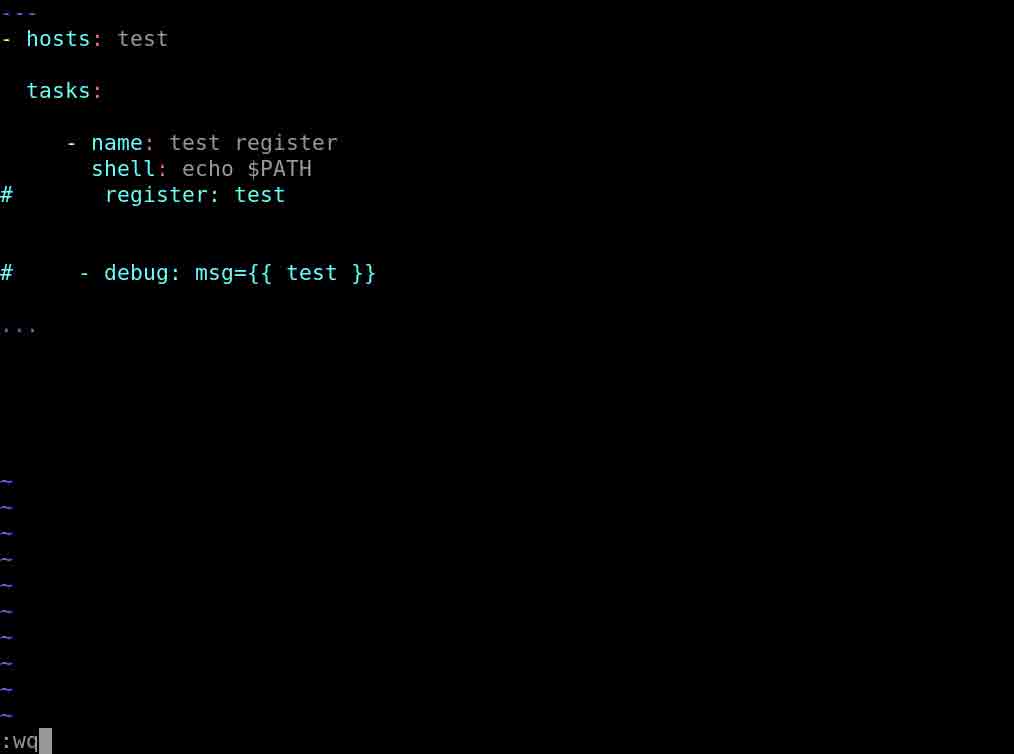 ---
- hosts: test
  tasks:
     - name: test register
       shell: echo $PATH
#       register: test
#     - debug: msg={{ test }}
...
~
~
~
~
~
~
~
~
~
~
:wq